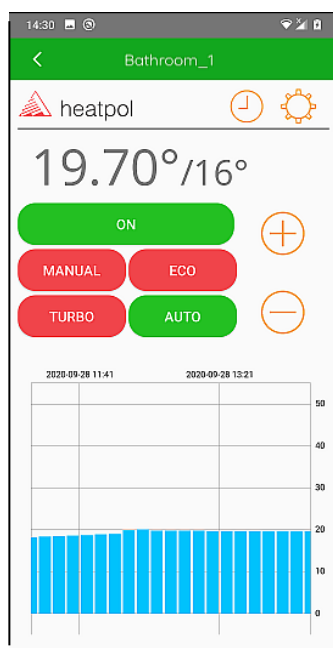 14:30
Bathroom_1
heatpol
19.70°/16°
ON
MANUAL ECO
TURBO AUTO
2020-09-28 11:41 2020-09-28 13:21
50
40
30
20
10
0